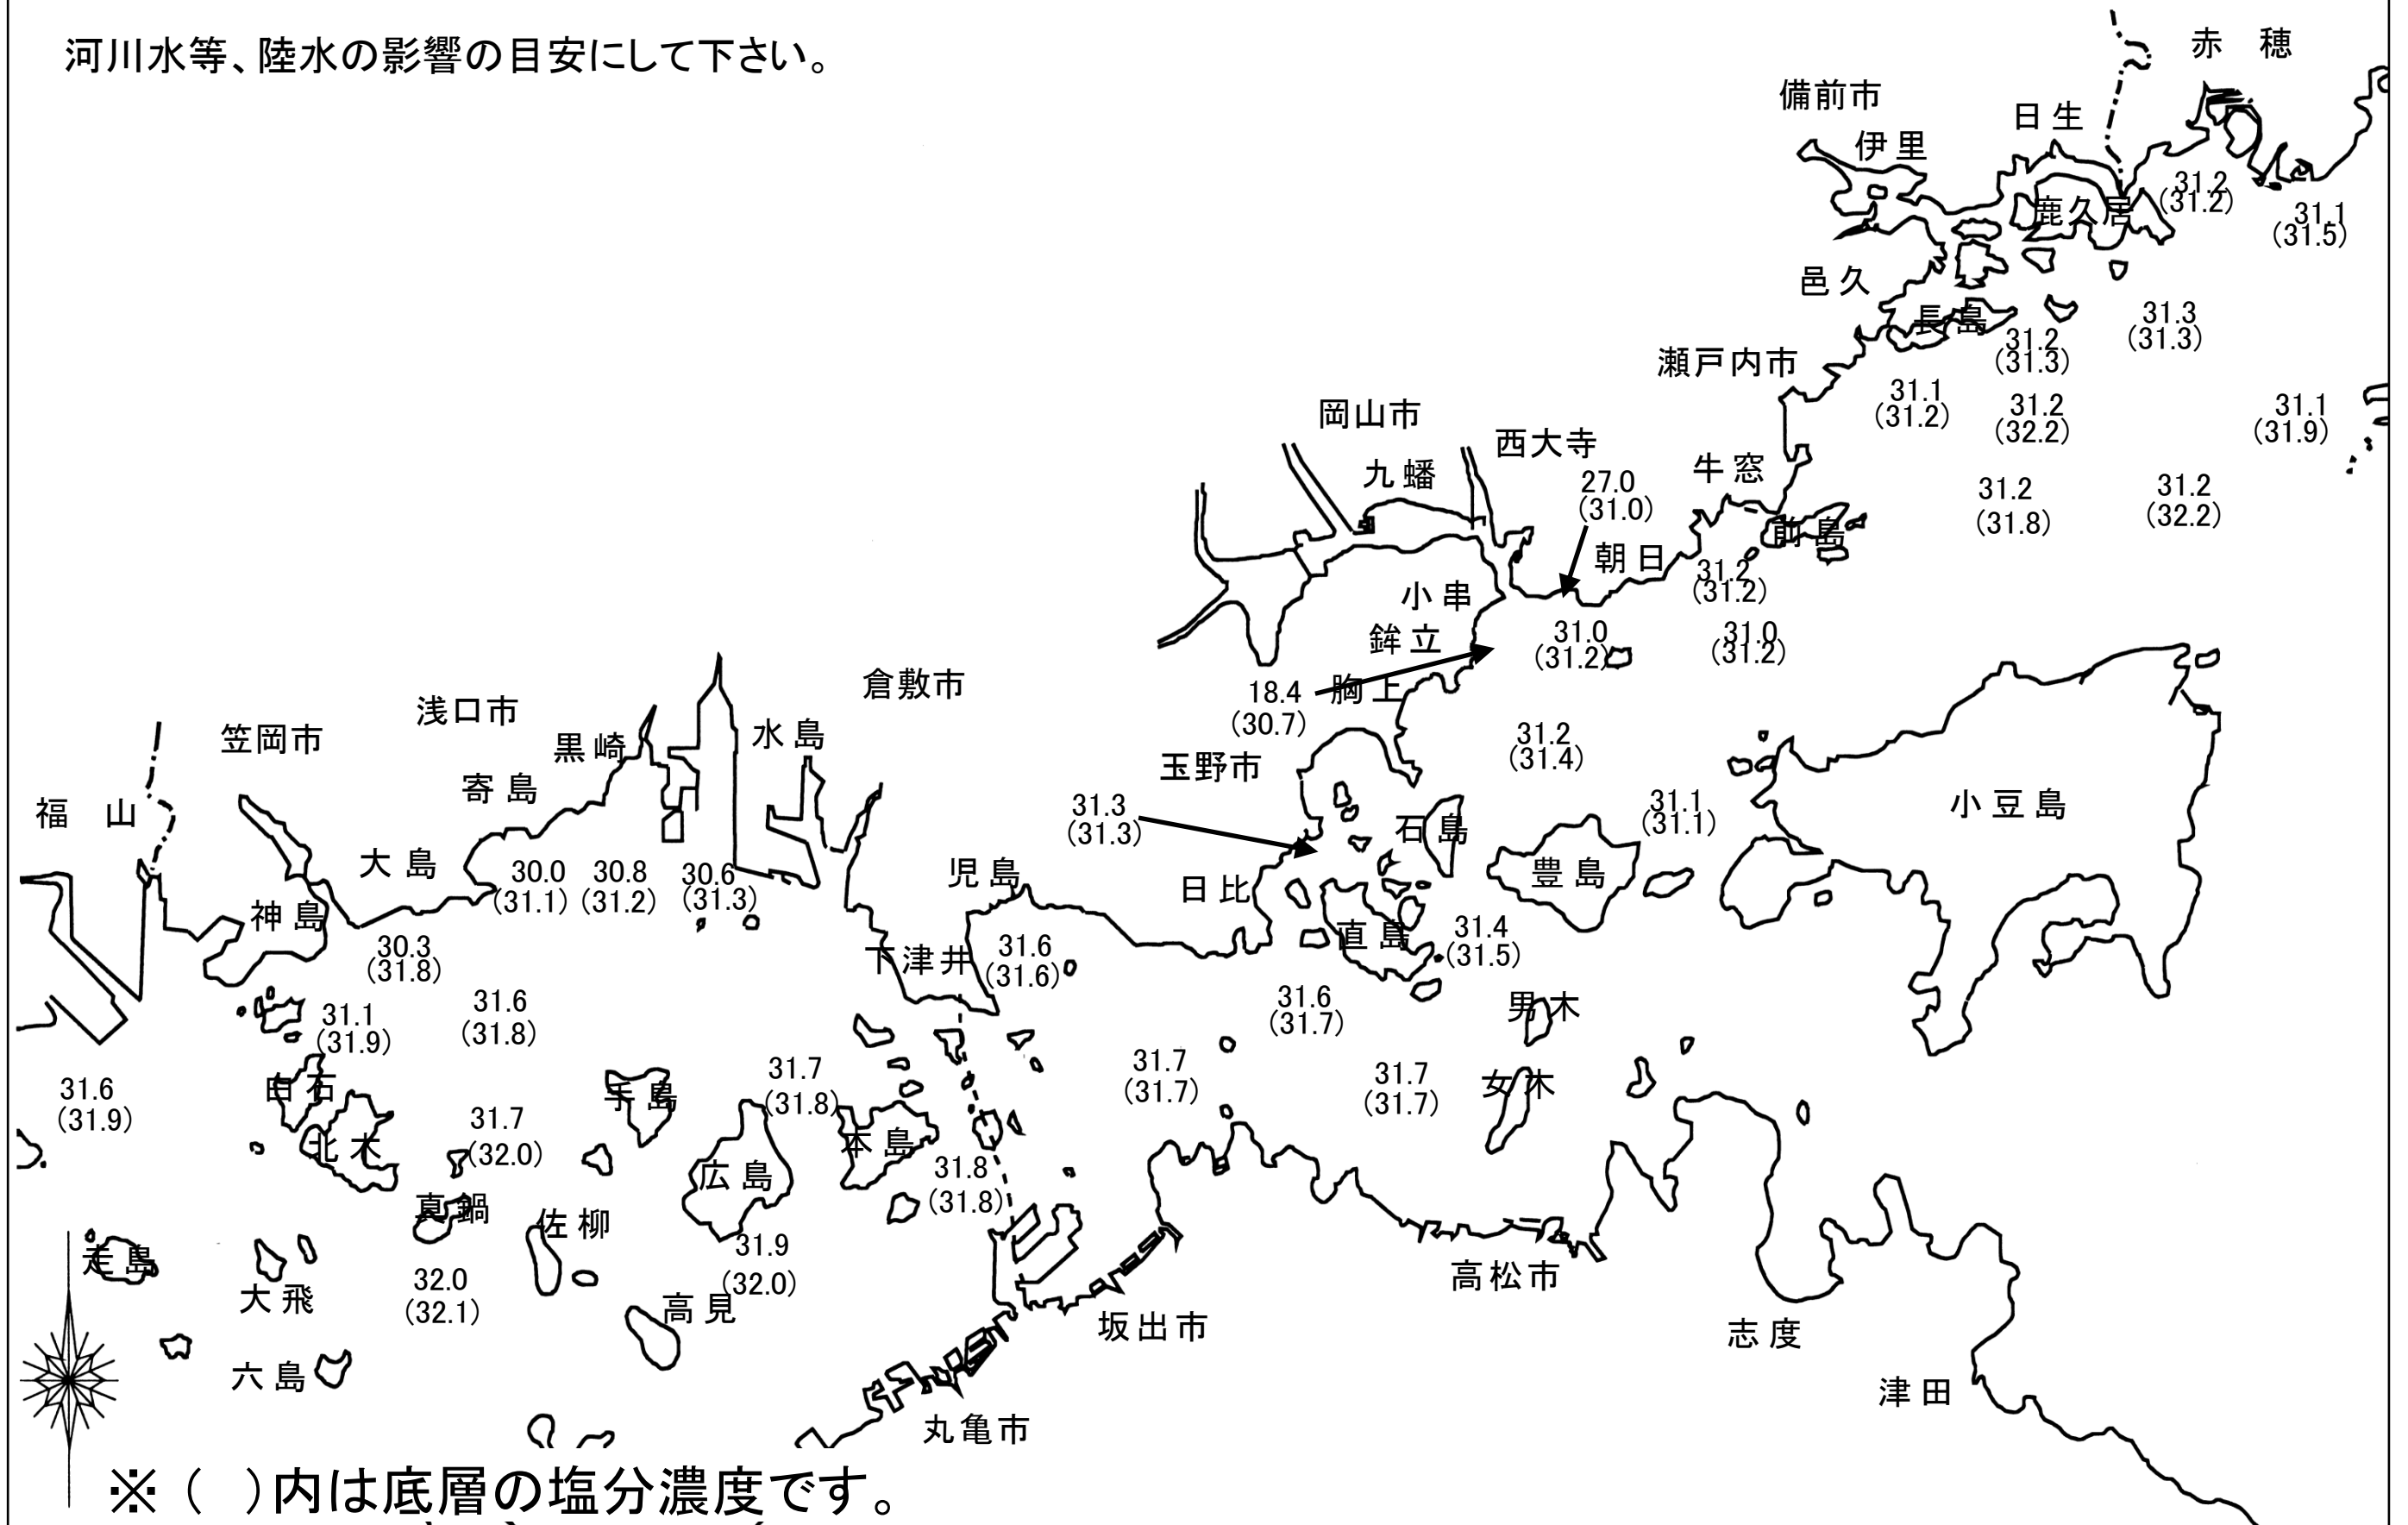 河川水等、陸水の影響の目安にして下さい。
赤 穂
備前市
日生
伊里
31.2
(31.2)
鹿久居
31.1
(31.5)
邑久
長島
31.3
(31.3)
31.2
(31.3)
瀬戸内市
31.1
(31.2)
31.2
(32.2)
31.1
(31.9)
岡山市
西大寺
九蟠
牛窓
27.0
(31.0)
31.2
(31.8)
31.2
(32.2)
前島
朝日
31.2
(31.2)
小串
鉾立
31.0
(31.2)
31.0
(31.2)
18.4
(30.7)
胸上
倉敷市
浅口市
笠岡市
黒崎
水島
31.2
(31.4)
玉野市
寄島
福 山
31.3
(31.3)
石島
31.1
(31.1)
小豆島
大島
30.0
(31.1)
30.8
(31.2)
30.6
(31.3)
児島
日比
豊島
神島
直島
31.4
(31.5)
30.3
(31.8)
下津井
31.6
(31.6)
31.1
(31.9)
31.6
(31.8)
31.6
(31.7)
男木
31.6
(31.9)
白石
手島
31.7
(31.8)
31.7
(31.7)
31.7
(31.7)
女木
北木
31.7
(32.0)
本島
広島
31.8
(31.8)
真鍋
佐柳
走島
31.9
(32.0)
大飛
32.0
(32.1)
高見
高松市
坂出市
志度
六島
津田
丸亀市
※( )内は底層の塩分濃度です。